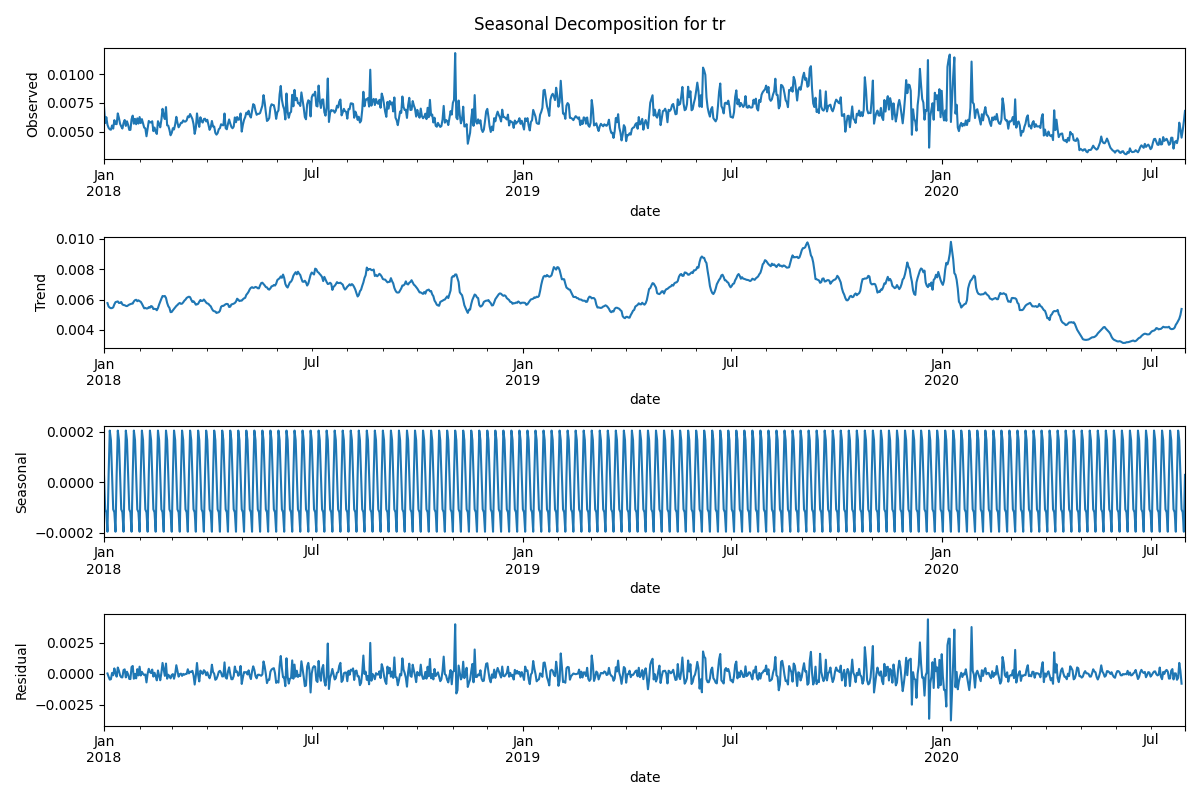 Seasonal Decomposition for tr
Observed
0.0100
0.0075
0.0050
Jan
2018
Jul
Jan
2019
Jul
Jan
2020
Jul
date
Trend
0.010
0.008
0.006
0.004
Jan
2018
Jul
Jan
2019
Jul
Jan
2020
Jul
date
Seasonal
0.0002
0.0000
−0.0002
Jan
2018
Jul
Jan
2019
Jul
Jan
2020
Jul
date
Residual
0.0025
0.0000
−0.0025
Jan
2018
Jul
Jan
2019
Jul
Jan
2020
Jul
date